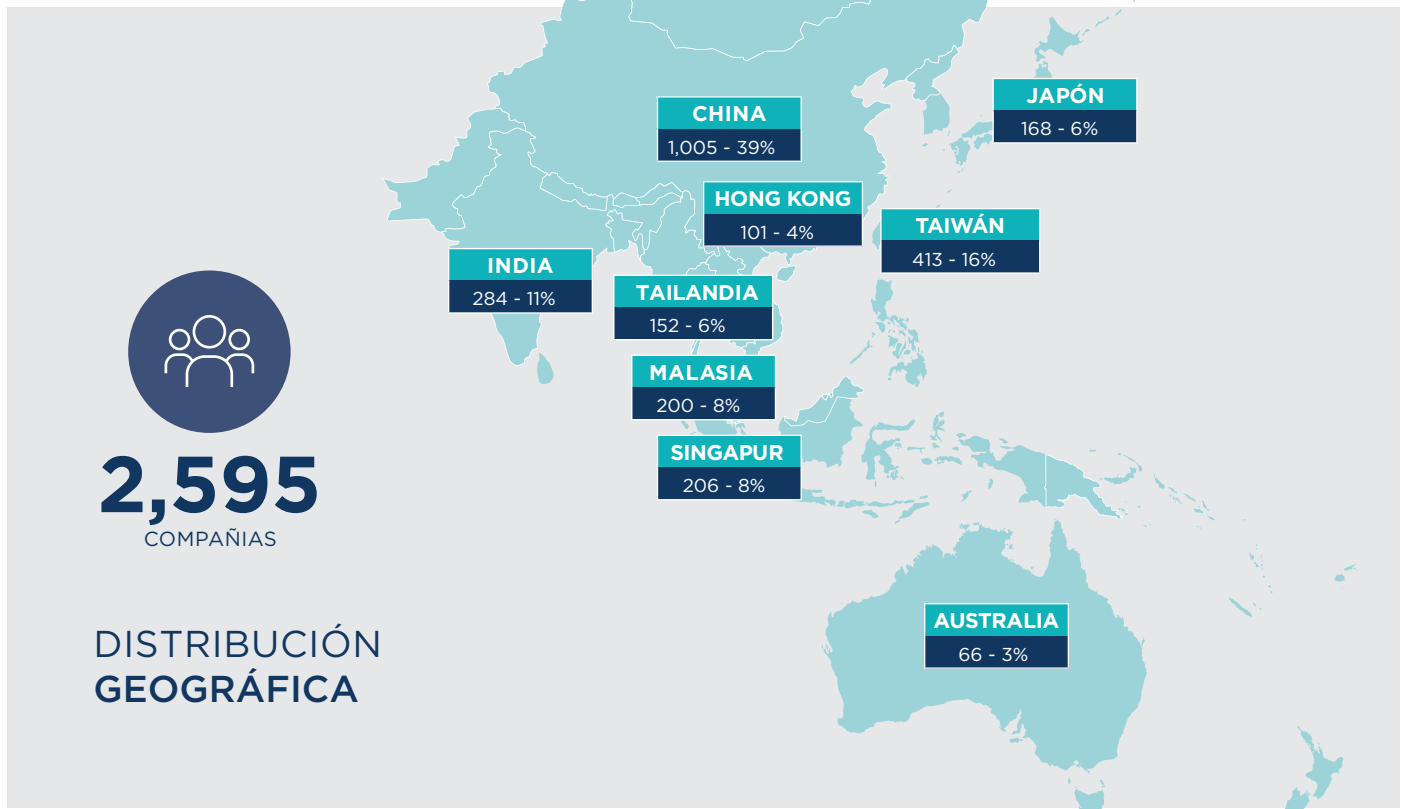 CHINA
1,005 - 39%
JAPÓN
168 - 6%
HONG KONG
101 - 4%
TAIWÁN
413 - 16%
INDIA
284 - 11%
TAILANDIA
152 - 6%
MALASIA
200 - 8%
SINGAPUR
206 - 8%
AUSTRALIA
66 - 3%
2,595
COMPAÑIAS
DISTRIBUCIÓN
GEOGRÁFICA